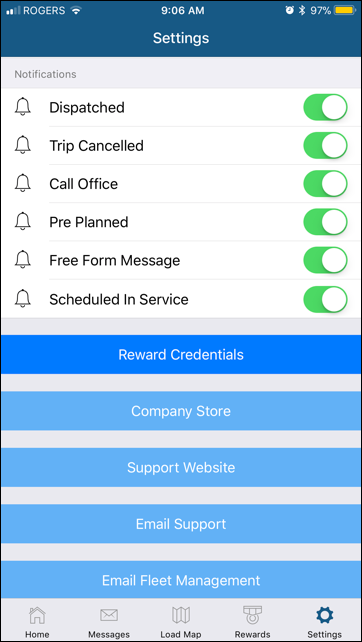 ROGERS 9:06 AM 97%
Settings
Notifications
Dispatched
Trip Cancelled
Call Office
Pre Planned
Free Form Message
Scheduled In Service
Reward Credentials
Company Store
Support Website
Email Support
Email Fleet Management
Home Messages Load Map Rewards Settings